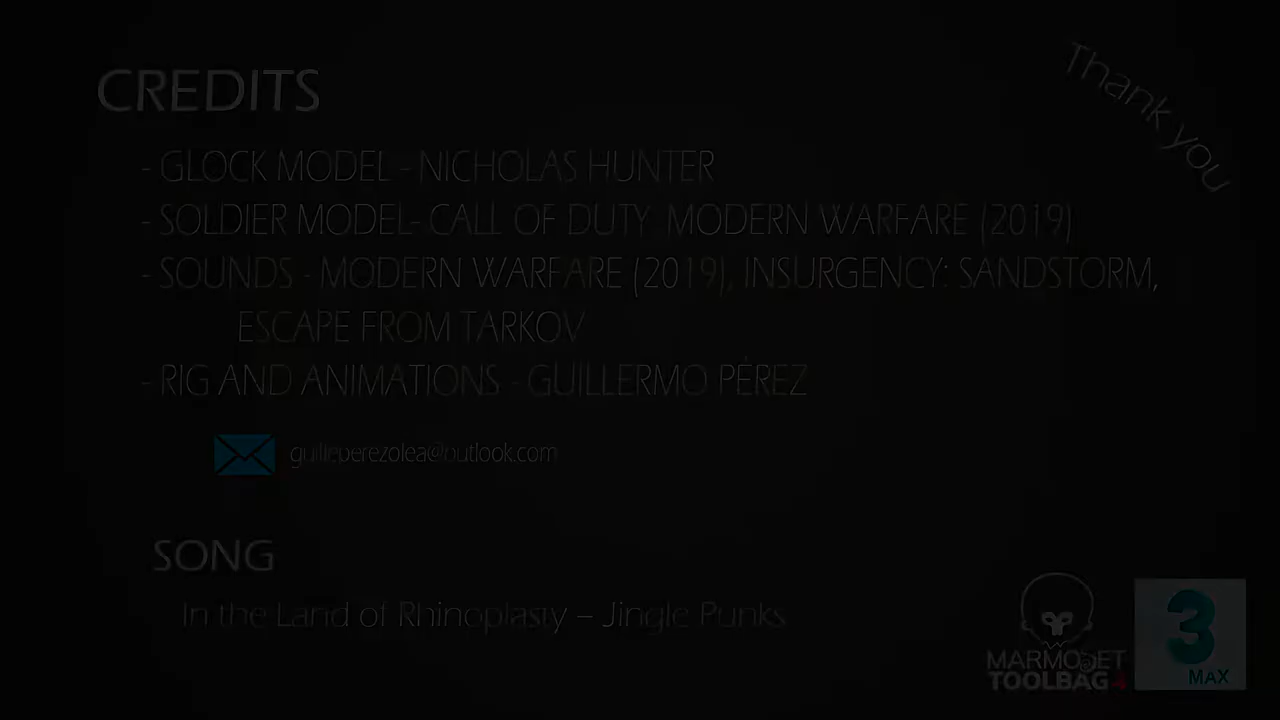 CREDITS
Thank you
- GLOCK MODEL - NICHOLAS HUNTER
- SOLDIER MODEL- CALL OF DUTY MODERN WARFARE (2019)
- SOUNDS - MODERN WARFARE (2019), INSURGENCY: SANDSTORM,
ESCAPE FROM TARKOV
- RIG AND ANIMATIONS - GUILLERMO PÉREZ
guilleperezolea@outlook.com
SONG
In the Land of Rhinoplasty – Jingle Punks
MARMOSET
TOOLBAG 4
3
MAX